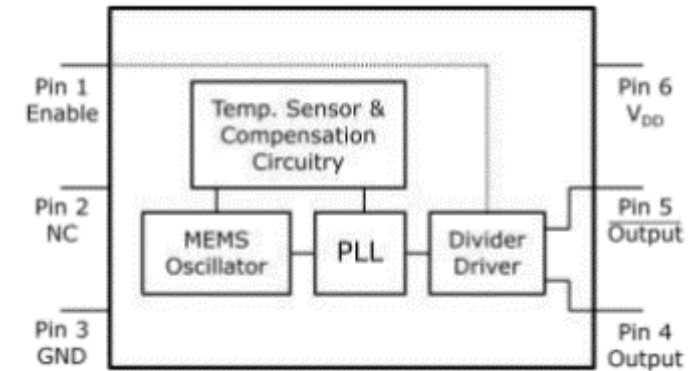 Pin 1
Enable
Pin 2
NC
Pin 3
GND
Temp. Sensor &
Compensation
Circuitry
MEMS
Oscillator
PLL
Divider
Driver
Pin 6
VDD
Pin 5
Output
Pin 4
Output